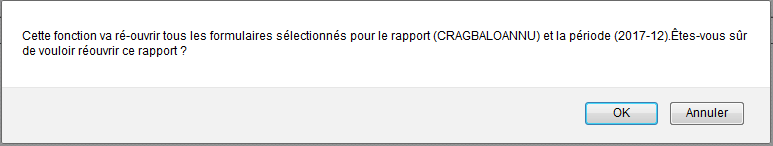 Cette fonction va ré-ouvrir tous les formulaires sélectionnés pour le rapport (CRAGBALOANNU) et la période (2017-12).Êtes-vous sûr
de vouloir réouvrir ce rapport ?
OK
Annuler